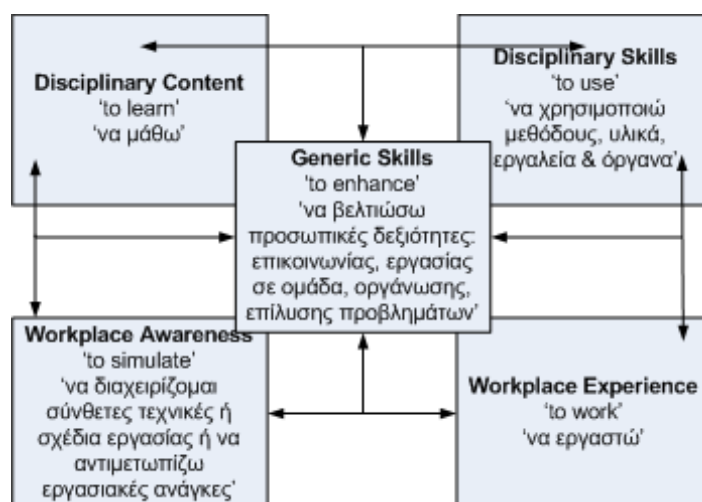 Disciplinary Content
'to learn'
'να μάθω'
Disciplinary Skills
'to use'
'να χρησιμοποιώ
μεθόδους, υλικά,
εργαλεία & όργανα'
Generic Skills
'to enhance'
'να βελτιώσω
προσωπικές δεξιότητες:
επικοινωνίας, εργασίας
σε ομάδα, οργάνωσης,
επίλυσης προβλημάτων'
Workplace Awareness
'to simulate'
'να διαχειρίζομαι
σύνθετες τεχνικές ή
σχέδια εργασίας ή να
αντιμετωπίζω
εργασιακές ανάγκες'
Workplace Experience
'to work'
'να εργαστώ'